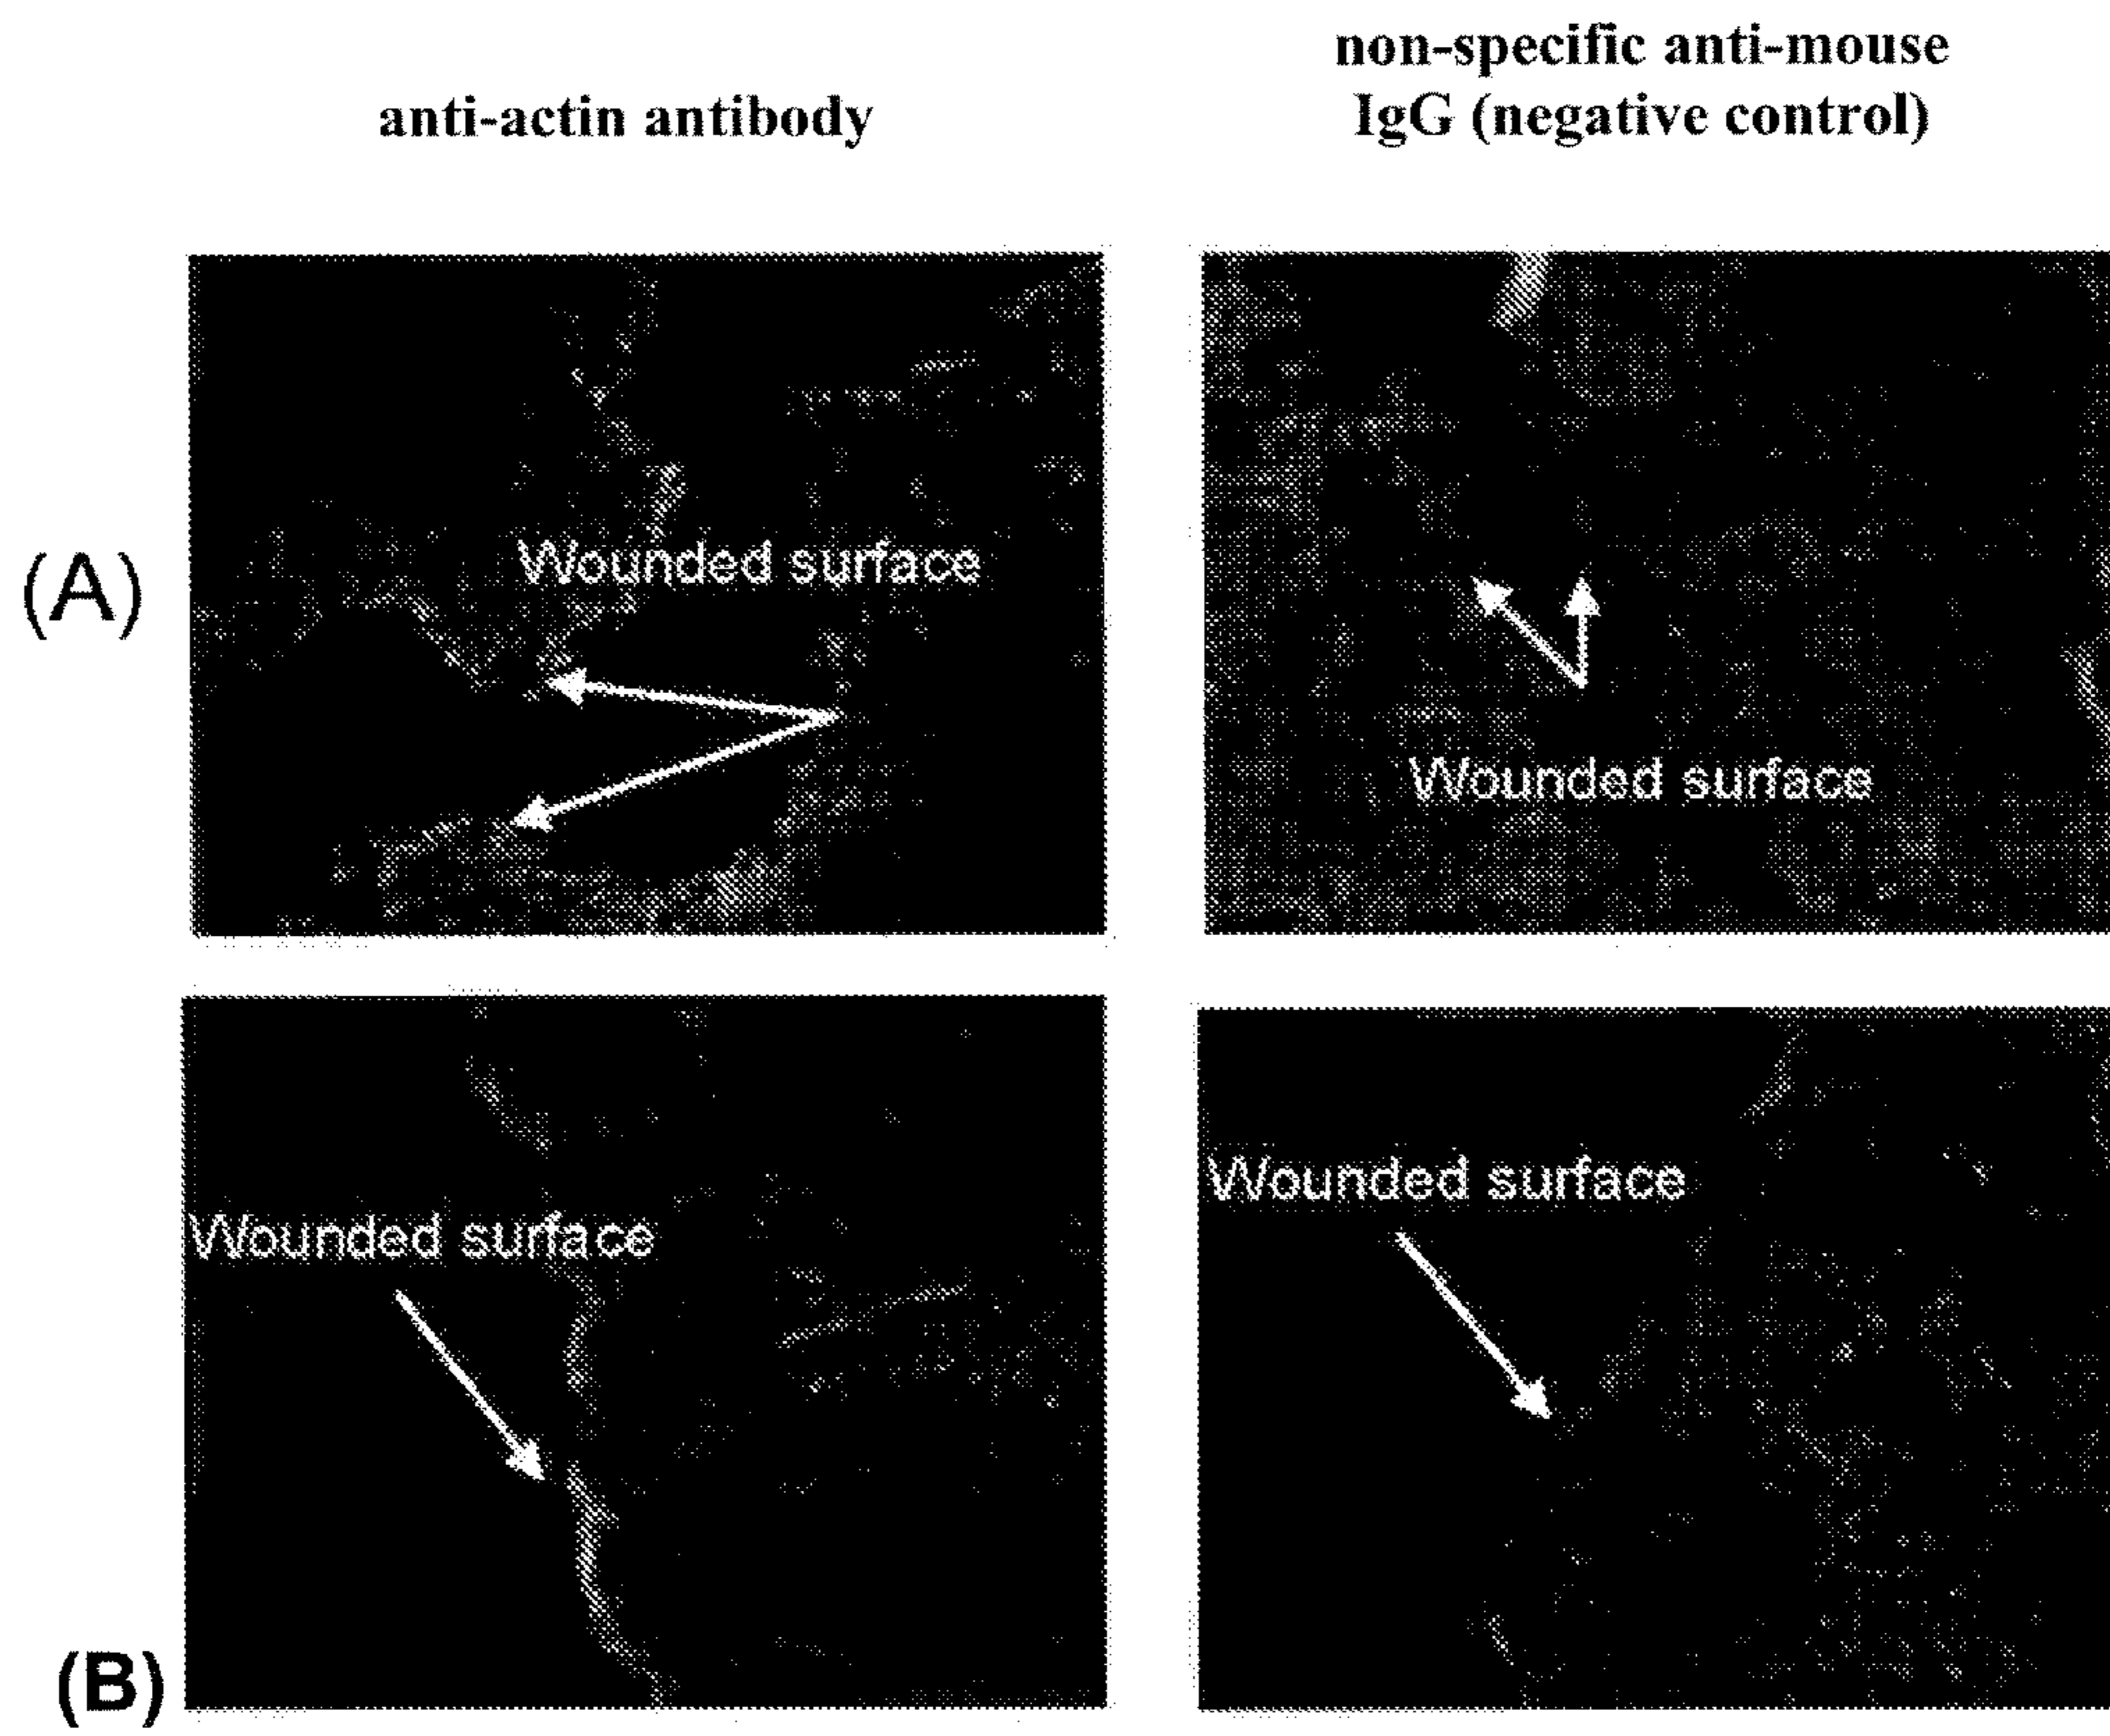 anti-actin antibody
non-specific anti-mouse
IgG (negative control)
(A)
Wounded surface
Wounded surface
(B)
Wounded surface
Wounded surface